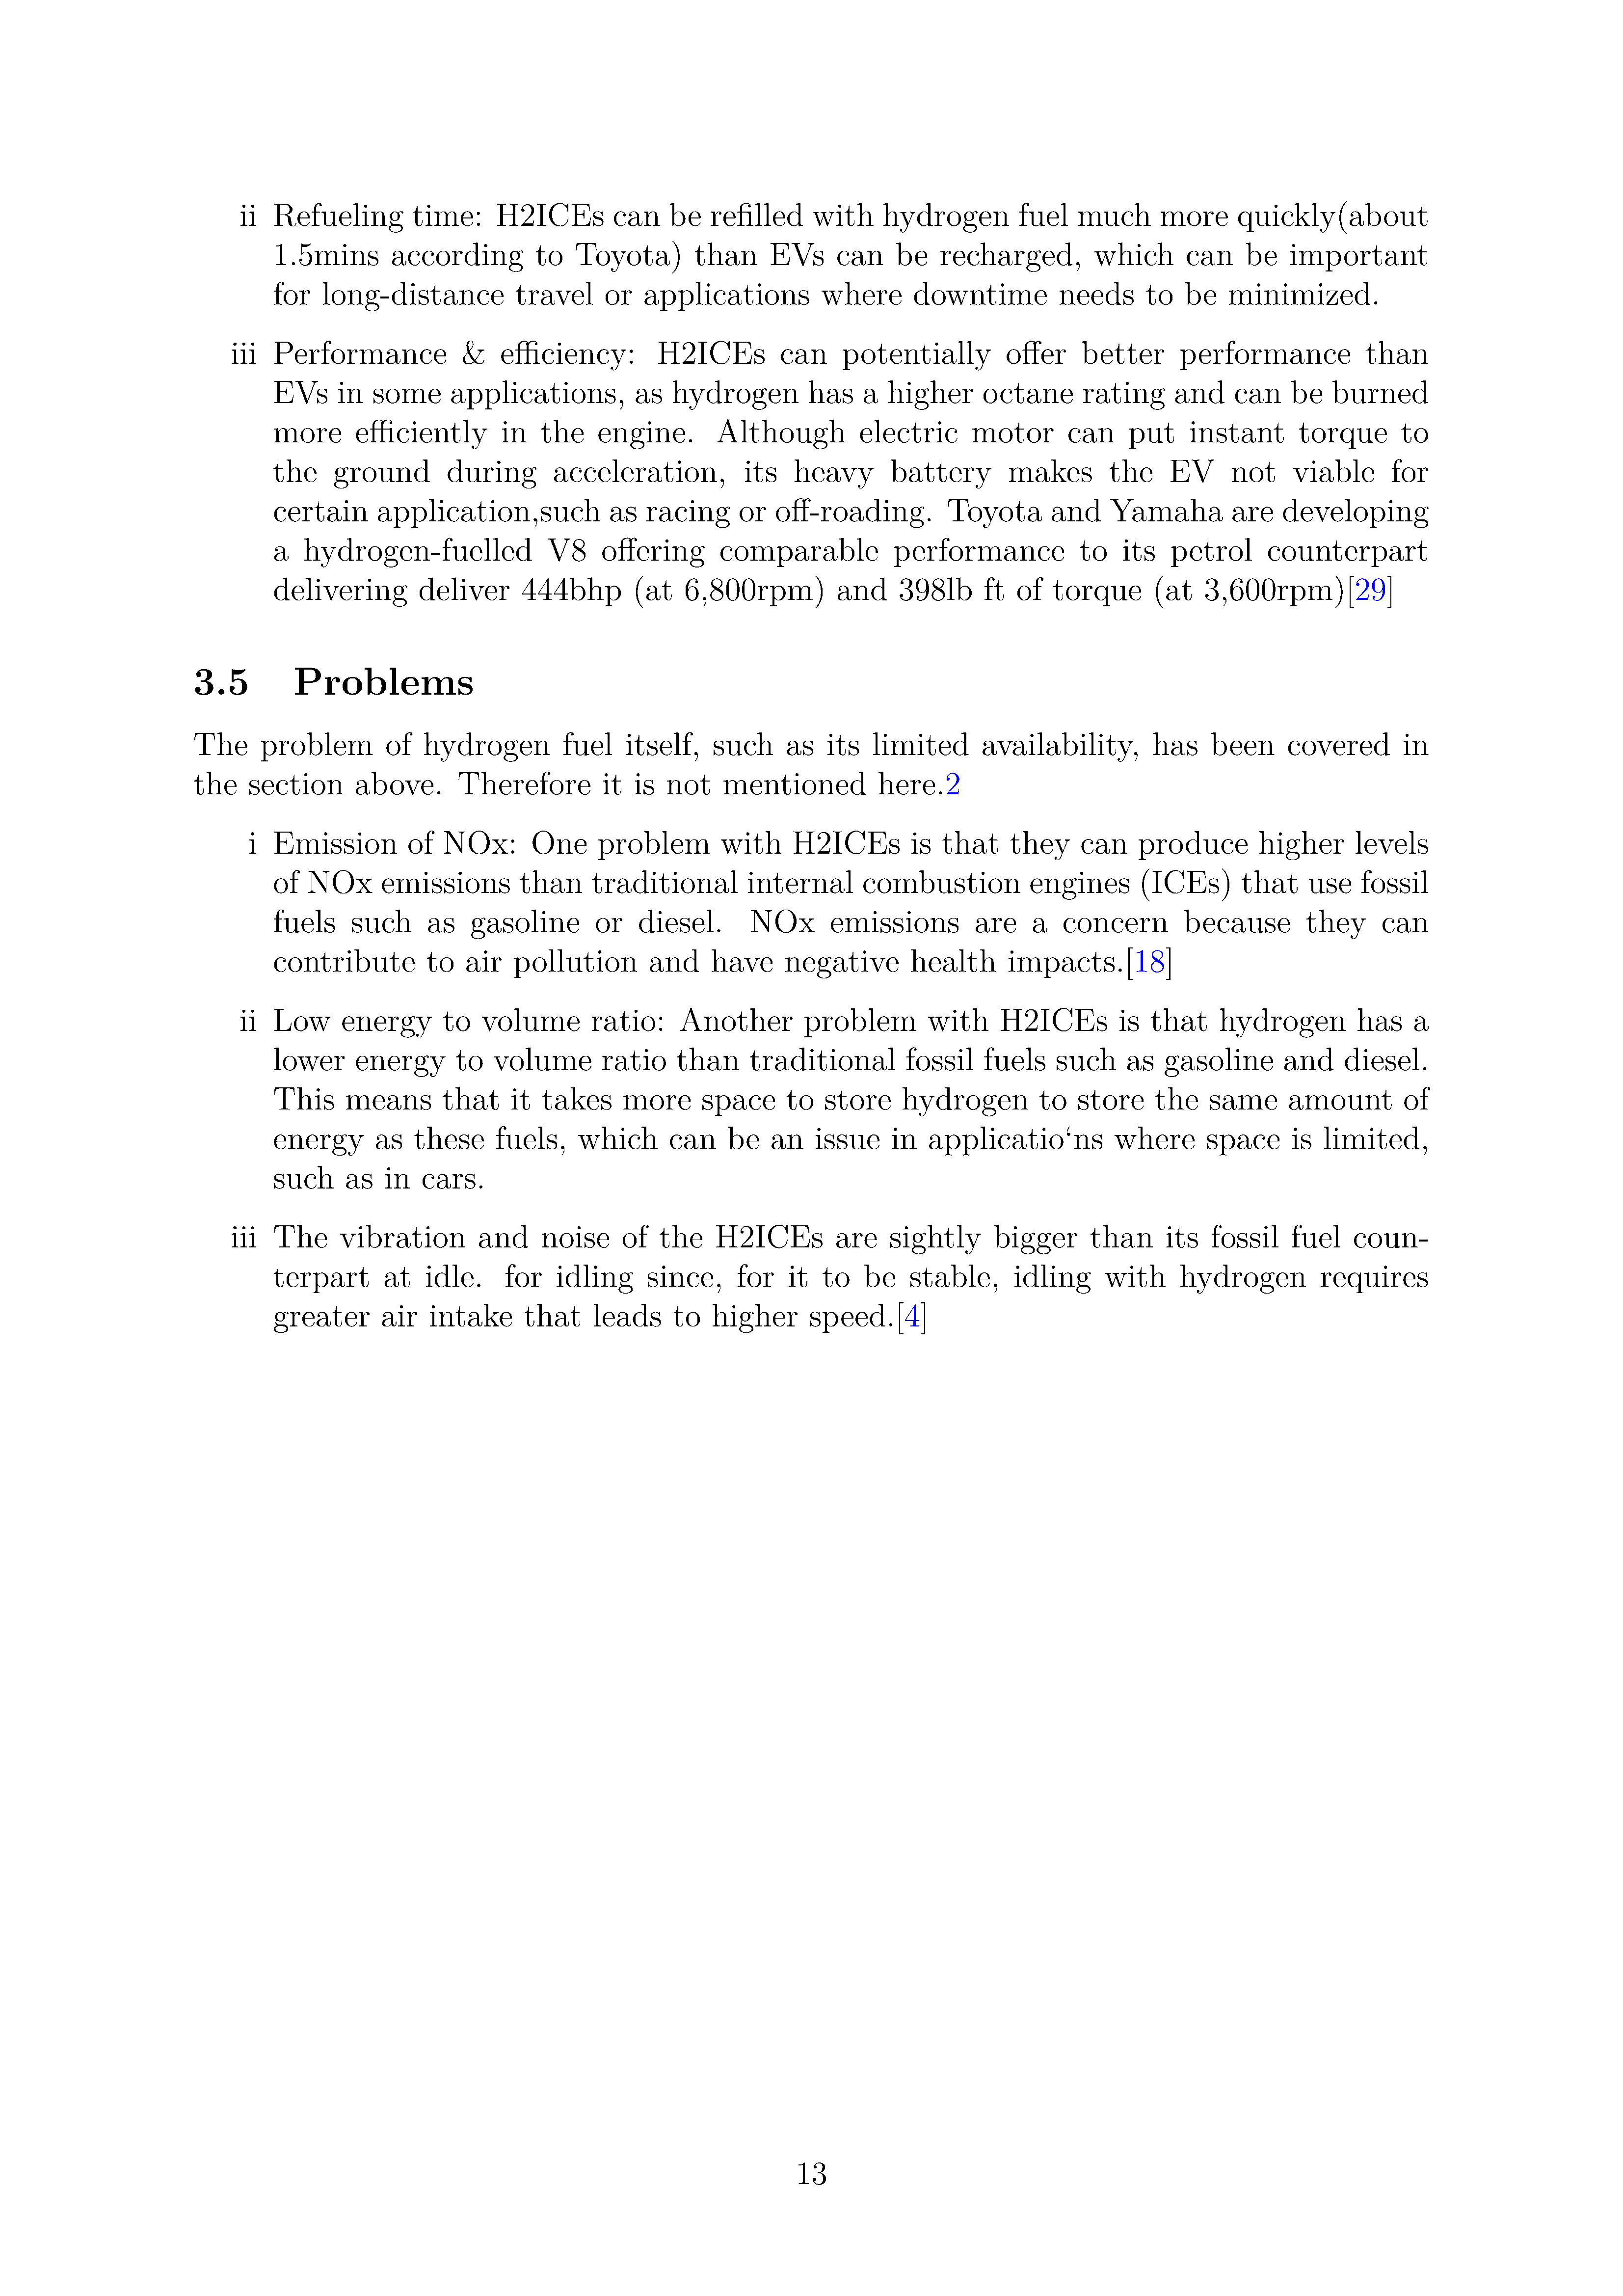 ii Refueling time: H2ICEs can be refilled with hydrogen fuel much more quickly(about
1.5mins according to Toyota) than EVs can be recharged, which can be important
for long-distance travel or applications where downtime needs to be minimized.
iii Performance & efficiency: H2ICEs can potentially offer better performance than
EVs in some applications, as hydrogen has a higher octane rating and can be burned
more efficiently in the engine. Although electric motor can put instant torque to
the ground during acceleration, its heavy battery makes the EV not viable for
certain application,such as racing or off-roading. Toyota and Yamaha are developing
a hydrogen-fuelled V8 offering comparable performance to its petrol counterpart
delivering deliver 444bhp (at 6,800rpm) and 398lb ft of torque (at 3,600rpm)[29]
3.5 Problems
The problem of hydrogen fuel itself, such as its limited availability, has been covered in
the section above. Therefore it is not mentioned here.2
i Emission of NOx: One problem with H2ICEs is that they can produce higher levels
of NOx emissions than traditional internal combustion engines (ICEs) that use fossil
fuels such as gasoline or diesel. NOx emissions are a concern because they can
contribute to air pollution and have negative health impacts.[18]
ii Low energy to volume ratio: Another problem with H2ICEs is that hydrogen has a
lower energy to volume ratio than traditional fossil fuels such as gasoline and diesel.
This means that it takes more space to store hydrogen to store the same amount of
energy as these fuels, which can be an issue in applicatio‘ns where space is limited,
such as in cars.
iii The vibration and noise of the H2ICEs are sightly bigger than its fossil fuel coun-
terpart at idle. for idling since, for it to be stable, idling with hydrogen requires
greater air intake that leads to higher speed.[4]
13